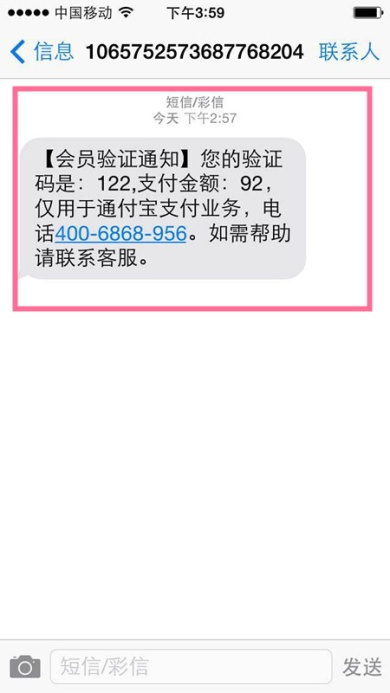 中国移动 下午3:59
信息 1065752573687768204 联系人
短信/彩信
今天 下午2:57
【会员验证通知】您的验证
码是：122,支付金额：92，
仅用于通付宝支付业务，电
话400-6868-956。如需帮助
请联系客服。
短信/彩信 发送